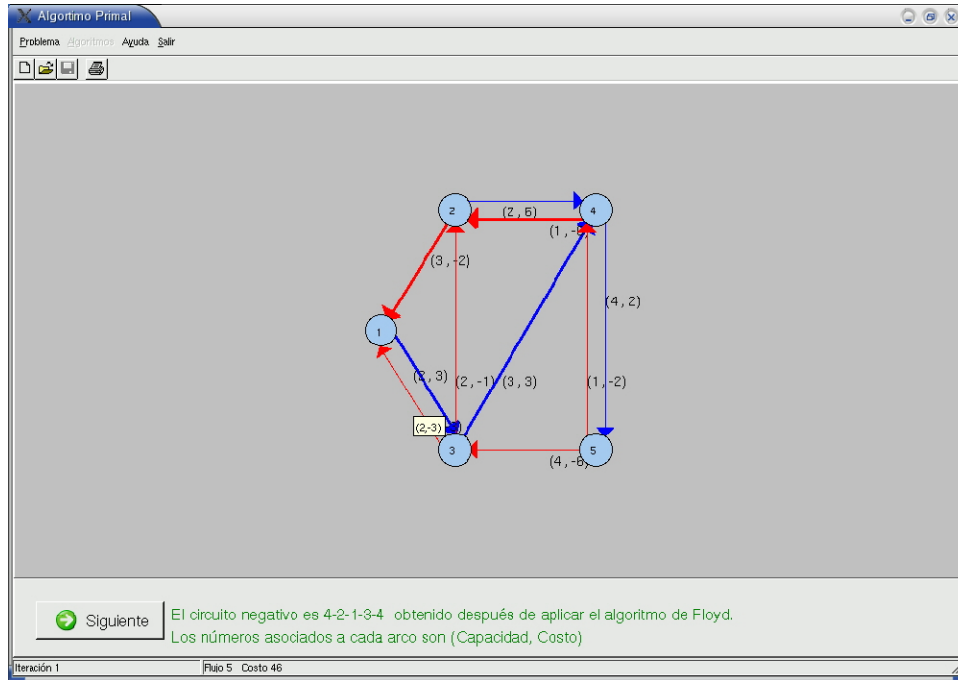 Algortimo Primal
Problema Algoritmos Ayuda Salir
2
4
(2,6)
(3,-2)
(4,2)
1
(2,3)
(2,-1)
(3,3)
(1,-2)
(2,-3)
3
5
Siguiente
El circuito negativo es 4-2-1-3-4 obtenido después de aplicar el algoritmo de Floyd.
Los números asociados a cada arco son (Capacidad, Costo)
Iteración 1
Flujo 5 Costo 46